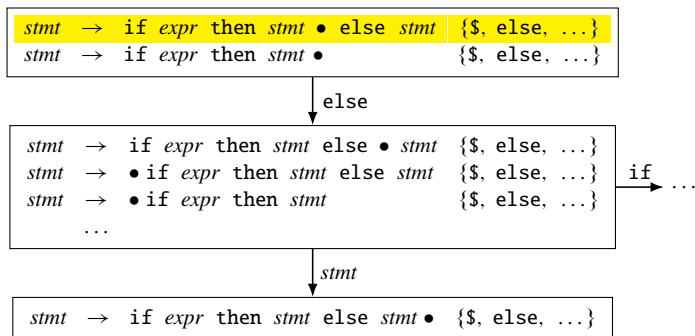 stmt → if expr then stmt • else stmt {$, else, ...}
stmt → if expr then stmt • {$, else, ...}
else
stmt → if expr then stmt else • stmt {$, else, ...}
stmt → • if expr then stmt else stmt {$, else, ...}
stmt → • if expr then stmt {$, else, ...}
...
if ...
stmt
stmt → if expr then stmt else stmt • {$, else, ...}